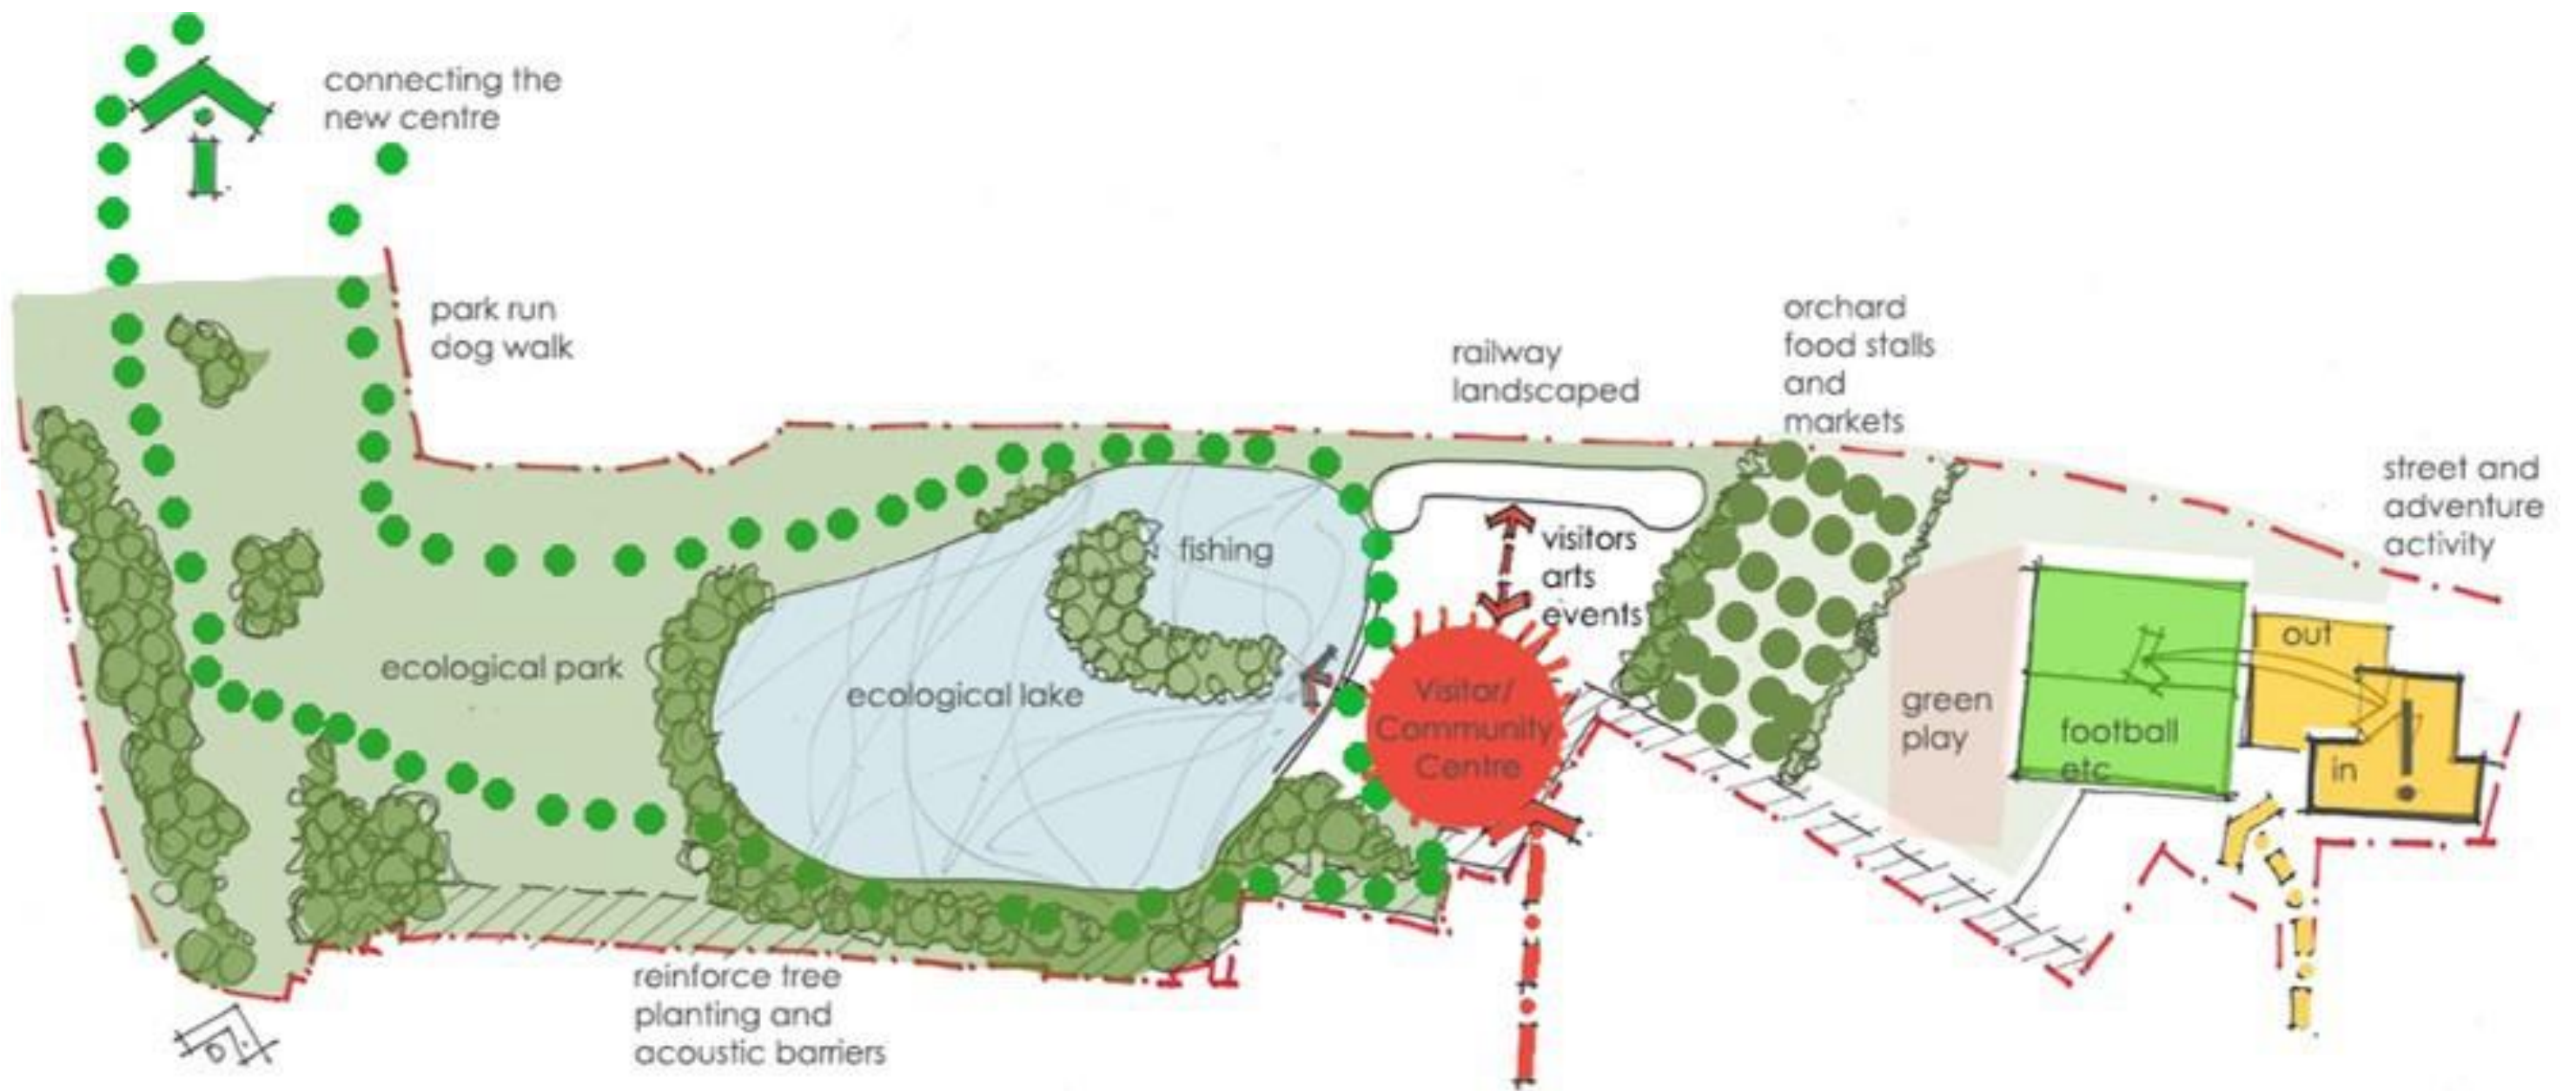 connecting the
new centre
park run
dog walk
railway
landscaped
orchard
food stalls
and
markets
street and
adventure
activity
fishing
visitors
arts
events
ecological park
ecological lake
Visitor/
Community
Centre
green
play
football
etc
out
in
reinforce tree
planting and
acoustic barriers